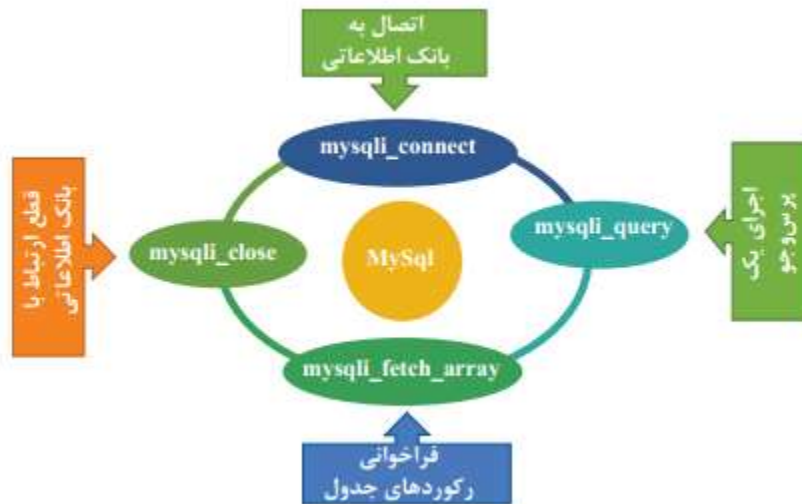 اتصال به
بانک اطلاعاتی
mysqli_connect
mysqli_query
اجرای یک
پرس‌وجو
MySql
mysqli_close
قطع ارتباط با
بانک اطلاعاتی.
mysqli_fetch_array
فراخوانی
رکوردهای جدول